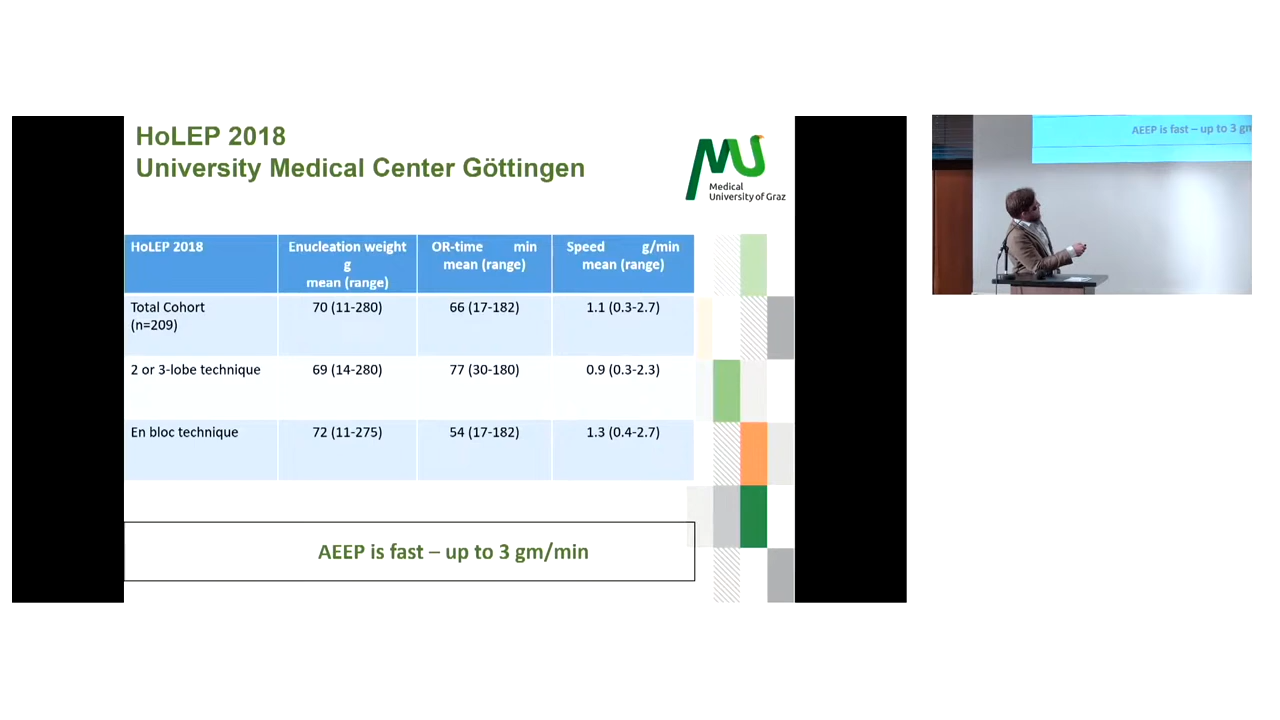 HoLEP 2018
University Medical Center Göttingen
Medical
University of Graz
HoLEP 2018
Enucleation weight
g
mean (range)
OR-time min
mean (range)
Speed g/min
mean (range)
Total Cohort
(n=209)
70 (11-280)
66 (17-182)
1.1 (0.3-2.7)
2 or 3-lobe technique
69 (14-280)
77 (30-180)
0.9 (0.3-2.3)
En bloc technique
72 (11-275)
54 (17-182)
1.3 (0.4-2.7)
AEEP is fast – up to 3 gm/min
AEEP is fast – up to 3 gm